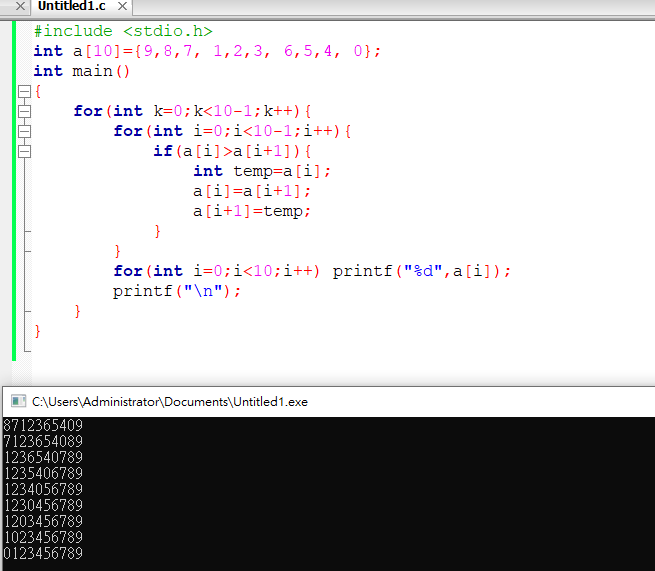 Untitled1.c
#include <stdio.h>
int a[10]={9,8,7, 1,2,3, 6,5,4, 0};
int main()
{
    for(int k=0;k<10-1;k++){
        for(int i=0;i<10-1;i++){
            if(a[i]>a[i+1]){
                int temp=a[i];
                a[i]=a[i+1];
                a[i+1]=temp;
            }
        }
        for(int i=0;i<10;i++) printf("%d",a[i]);
        printf("\n");
    }
}
C:\Users\Administrator\Documents\Untitled1.exe
8712365409
7123654089
1236540789
1235406789
1234056789
1230456789
1203456789
1023456789
0123456789